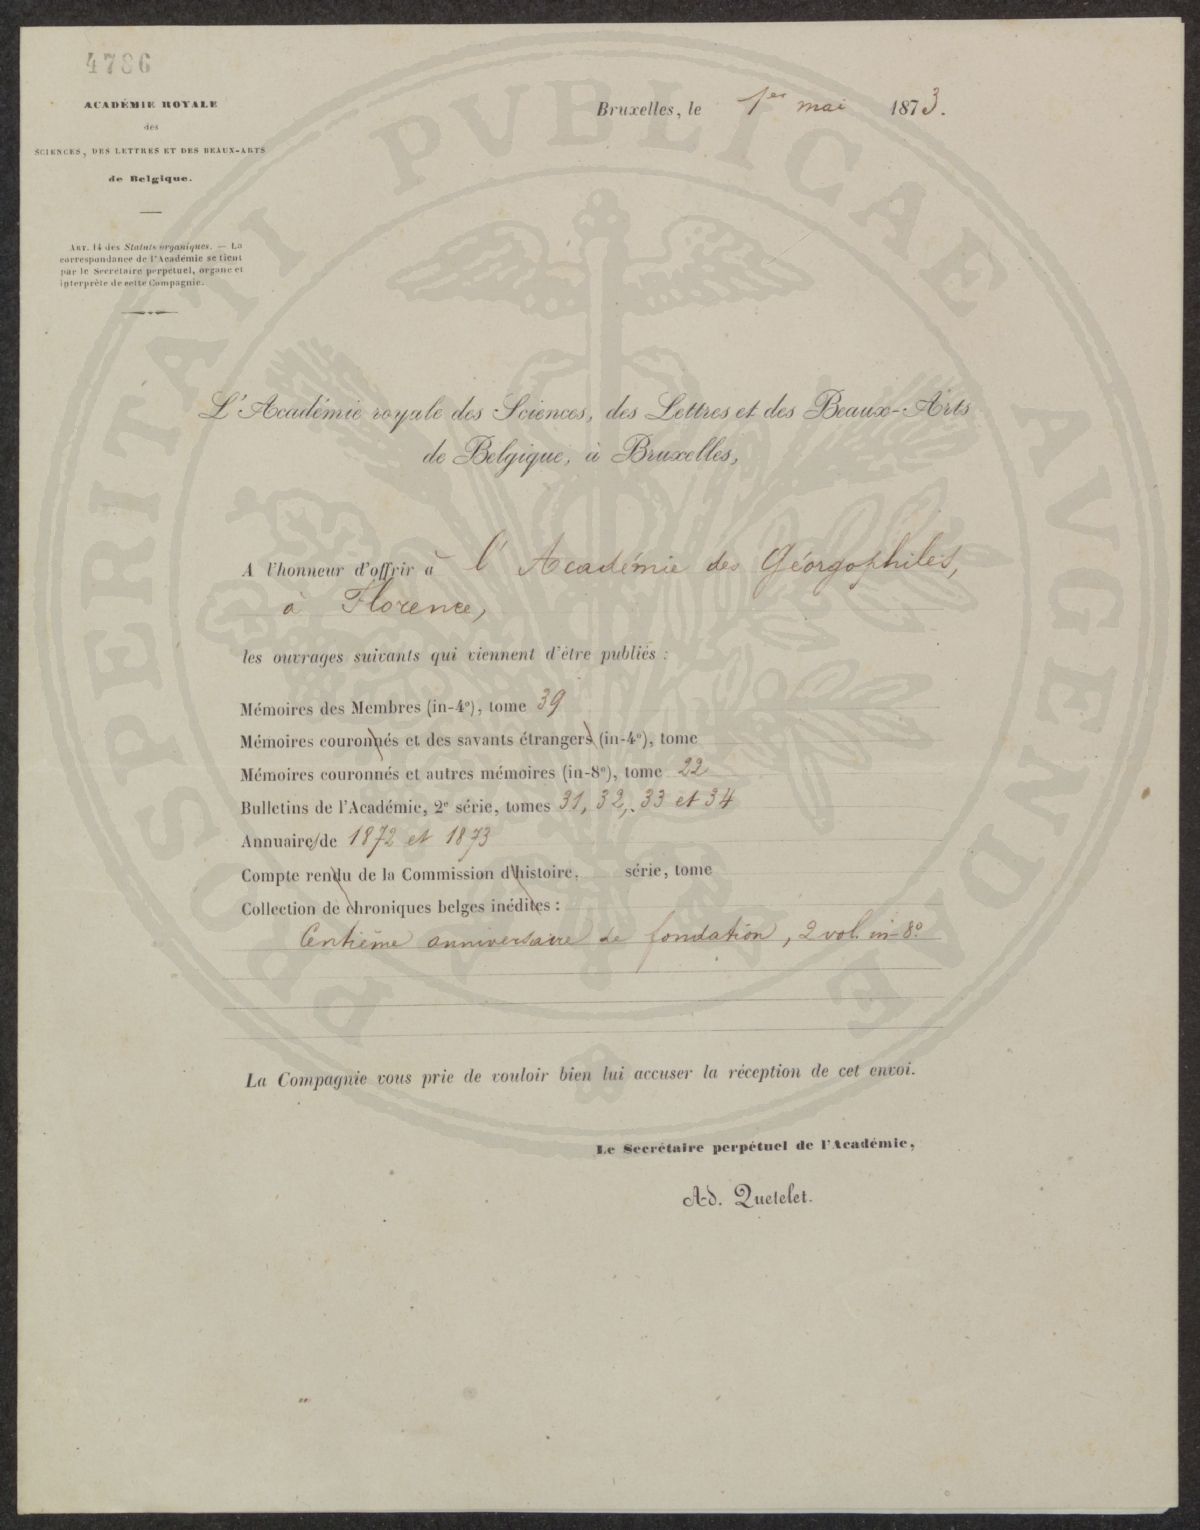 4786
ACADÉMIE ROYALE
des
SCIENCES, DES LETTRES ET DES BEAUX-ARTS
de Belgique.
Art. 14 des Statuts organiques. — La
correspondance de l'Académie se tient
par le Secrétaire perpétuel, organe et
interprète de cette Compagnie.
Bruxelles, le 1er mai 1873.
L'Académie royale des Sciences, des Lettres et des Beaux-Arts
de Belgique, à Bruxelles,
A l'honneur d'offrir à l'Académie des Géorgophiles,
à Florence,
les ouvrages suivants qui viennent d'être publiés :
Mémoires des Membres (in-4°), tome 39
Mémoires couronnés et des savants étrangers (in-4°), tome
Mémoires couronnés et autres mémoires (in-8°), tome 22
Bulletins de l'Académie, 2e série, tomes 31, 32, 33 et 34
Annuaire de 1872 et 1873
Compte rendu de la Commission d'histoire, série, tome
Collection de chroniques belges inédites :
Centième anniversaire de fondation, 2 vol. in-8°.
La Compagnie vous prie de vouloir bien lui accuser la réception de cet envoi.
Le Secrétaire perpétuel de l'Académie,
Ad. Quetelet.
PROSPERITATI PVBLICAE AVGENDAE